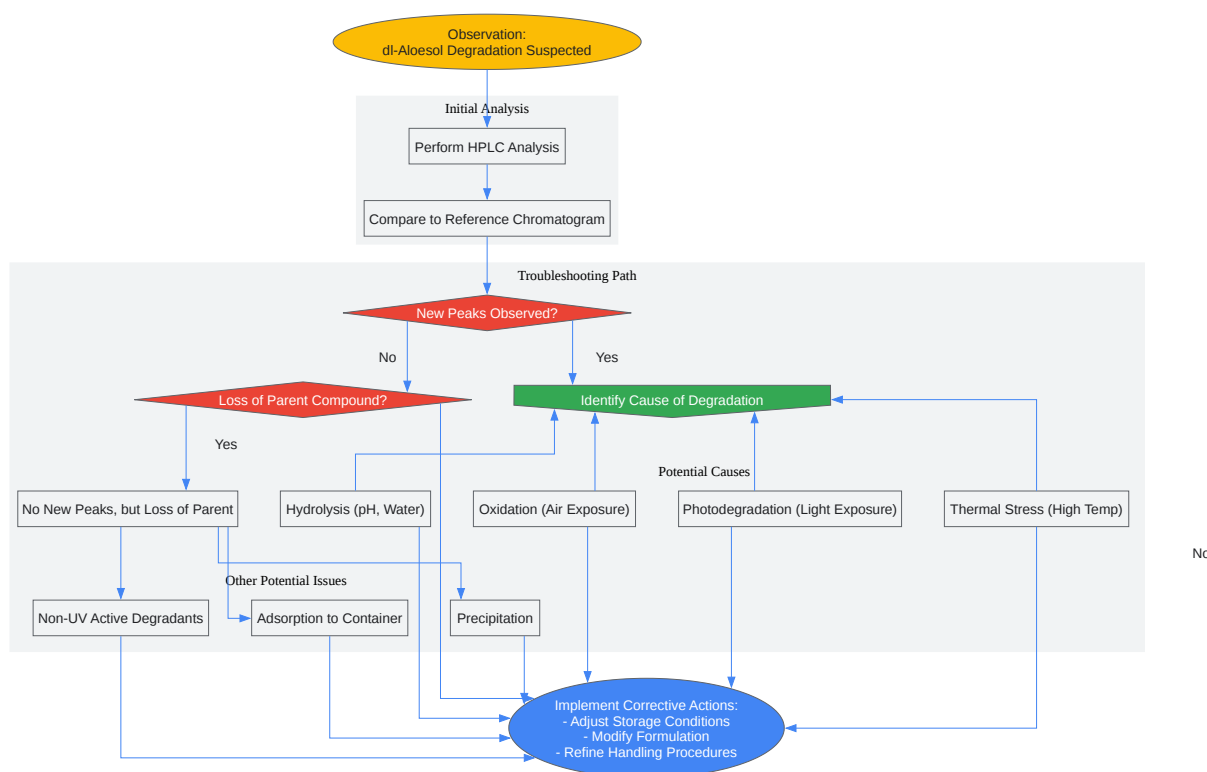 Observation:
dl-Aloesol Degradation Suspected
Initial Analysis
Perform HPLC Analysis
Compare to Reference Chromatogram
Troubleshooting Path
New Peaks Observed?
No
Yes
Loss of Parent Compound?
Identify Cause of Degradation
Yes
Potential Causes
No New Peaks, but Loss of Parent
Hydrolysis (pH, Water)
Oxidation (Air Exposure)
Photodegradation (Light Exposure)
Thermal Stress (High Temp)
No
Other Potential Issues
Non-UV Active Degradants
Adsorption to Container
Precipitation
Implement Corrective Actions:
- Adjust Storage Conditions
- Modify Formulation
- Refine Handling Procedures